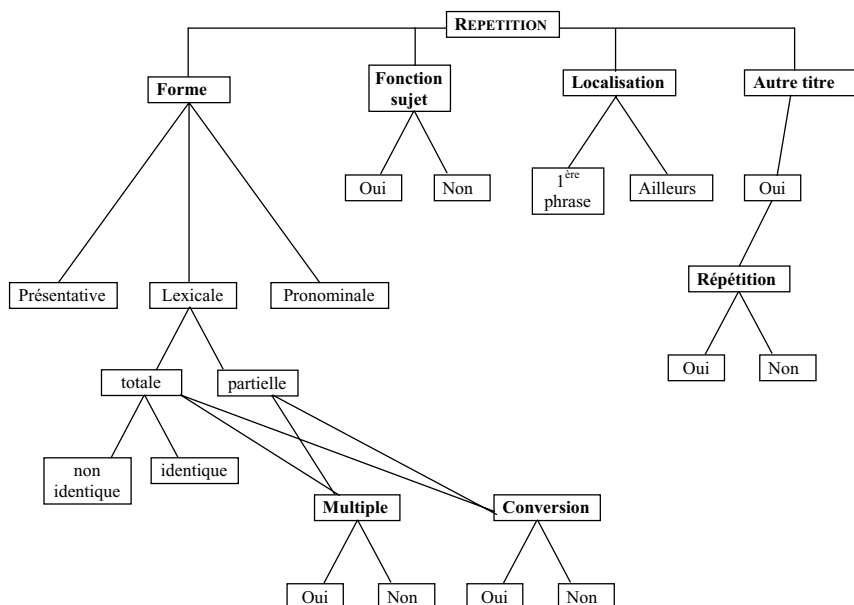 REPETITION
Forme
Fonction
sujet
Localisation
Autre titre
Oui
Non
1ère
phrase
Ailleurs
Oui
Présentative
Lexicale
Pronominale
Répétition
totale
partielle
Oui
Non
non
identique
identique
Multiple
Conversion
Oui
Non
Oui
Non